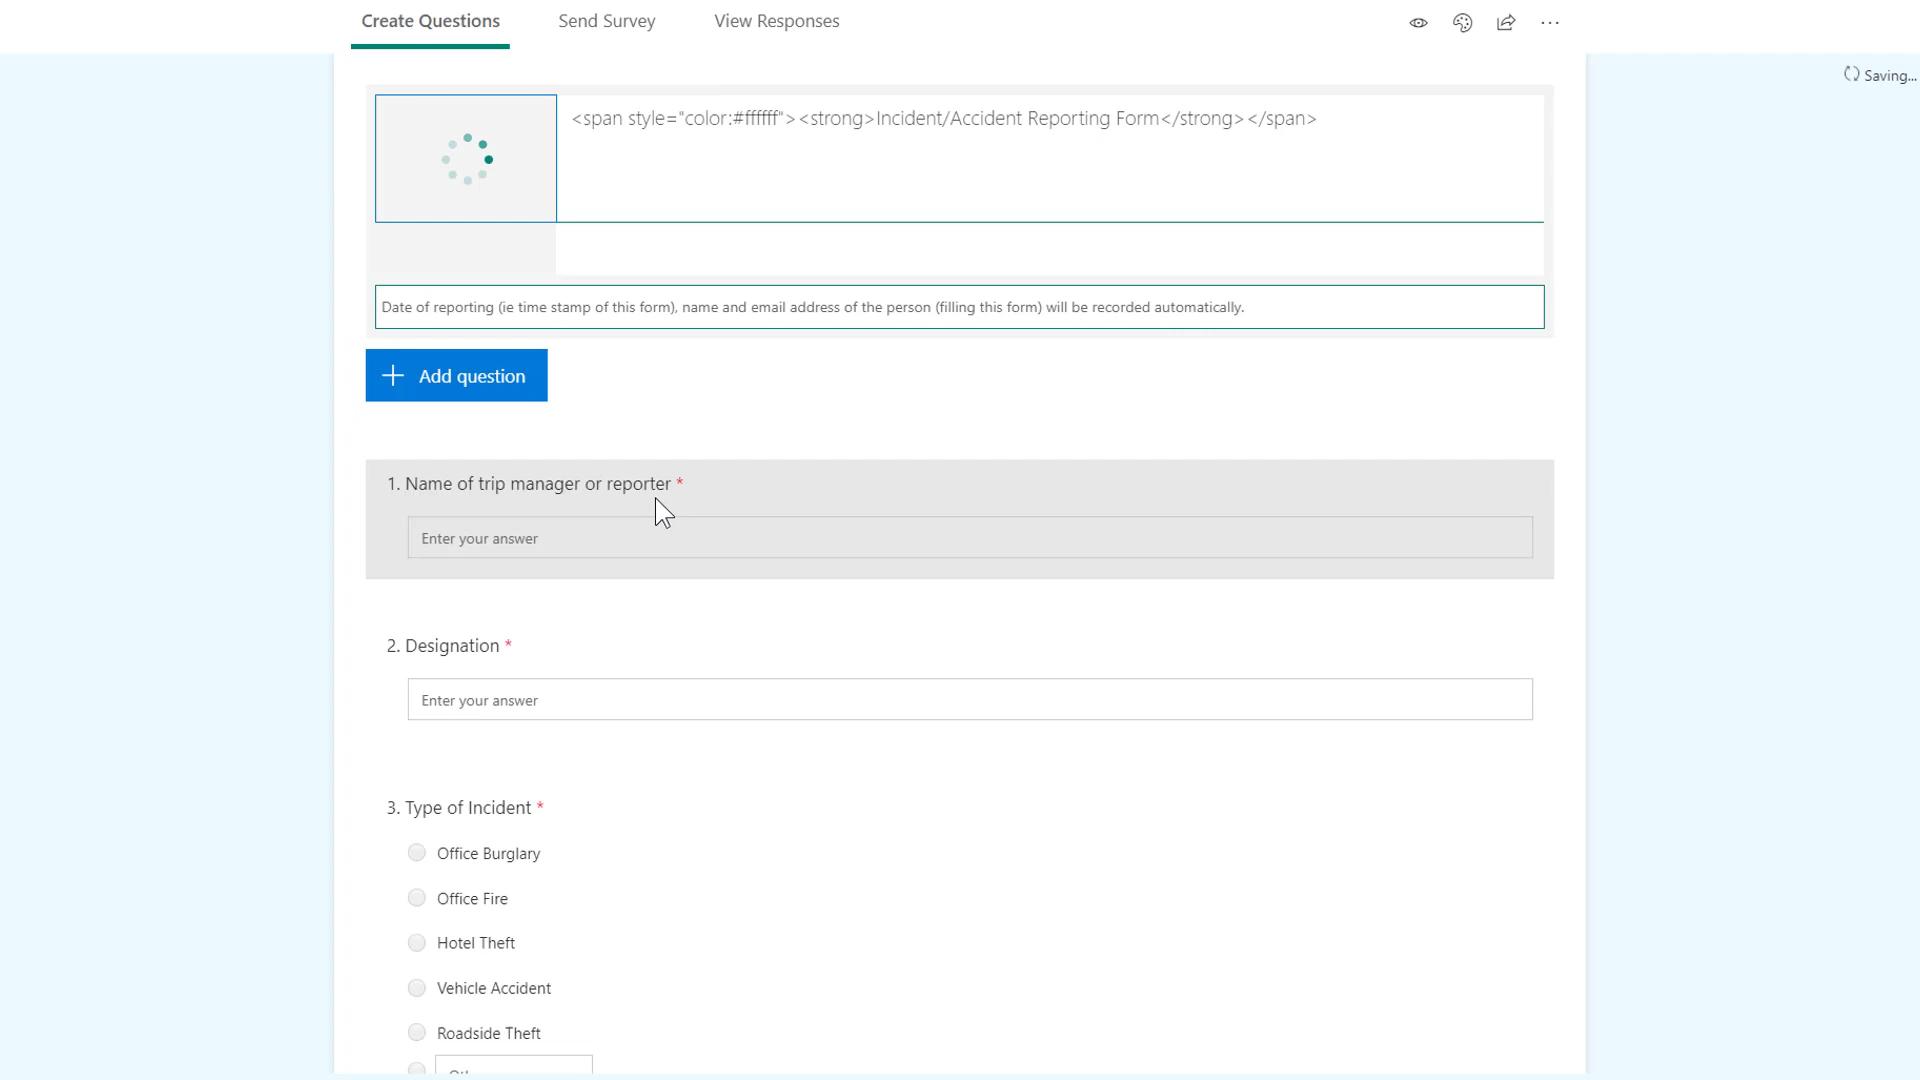 Create Questions
Send Survey
View Responses
Saving...
<span style="color:#ffffff"><strong>Incident/Accident Reporting Form</strong></span>
Date of reporting (ie time stamp of this form), name and email address of the person (filling this form) will be recorded automatically.
Add question
1. Name of trip manager or reporter *
Enter your answer
2. Designation *
Enter your answer
3. Type of Incident *
Office Burglary
Office Fire
Hotel Theft
Vehicle Accident
Roadside Theft